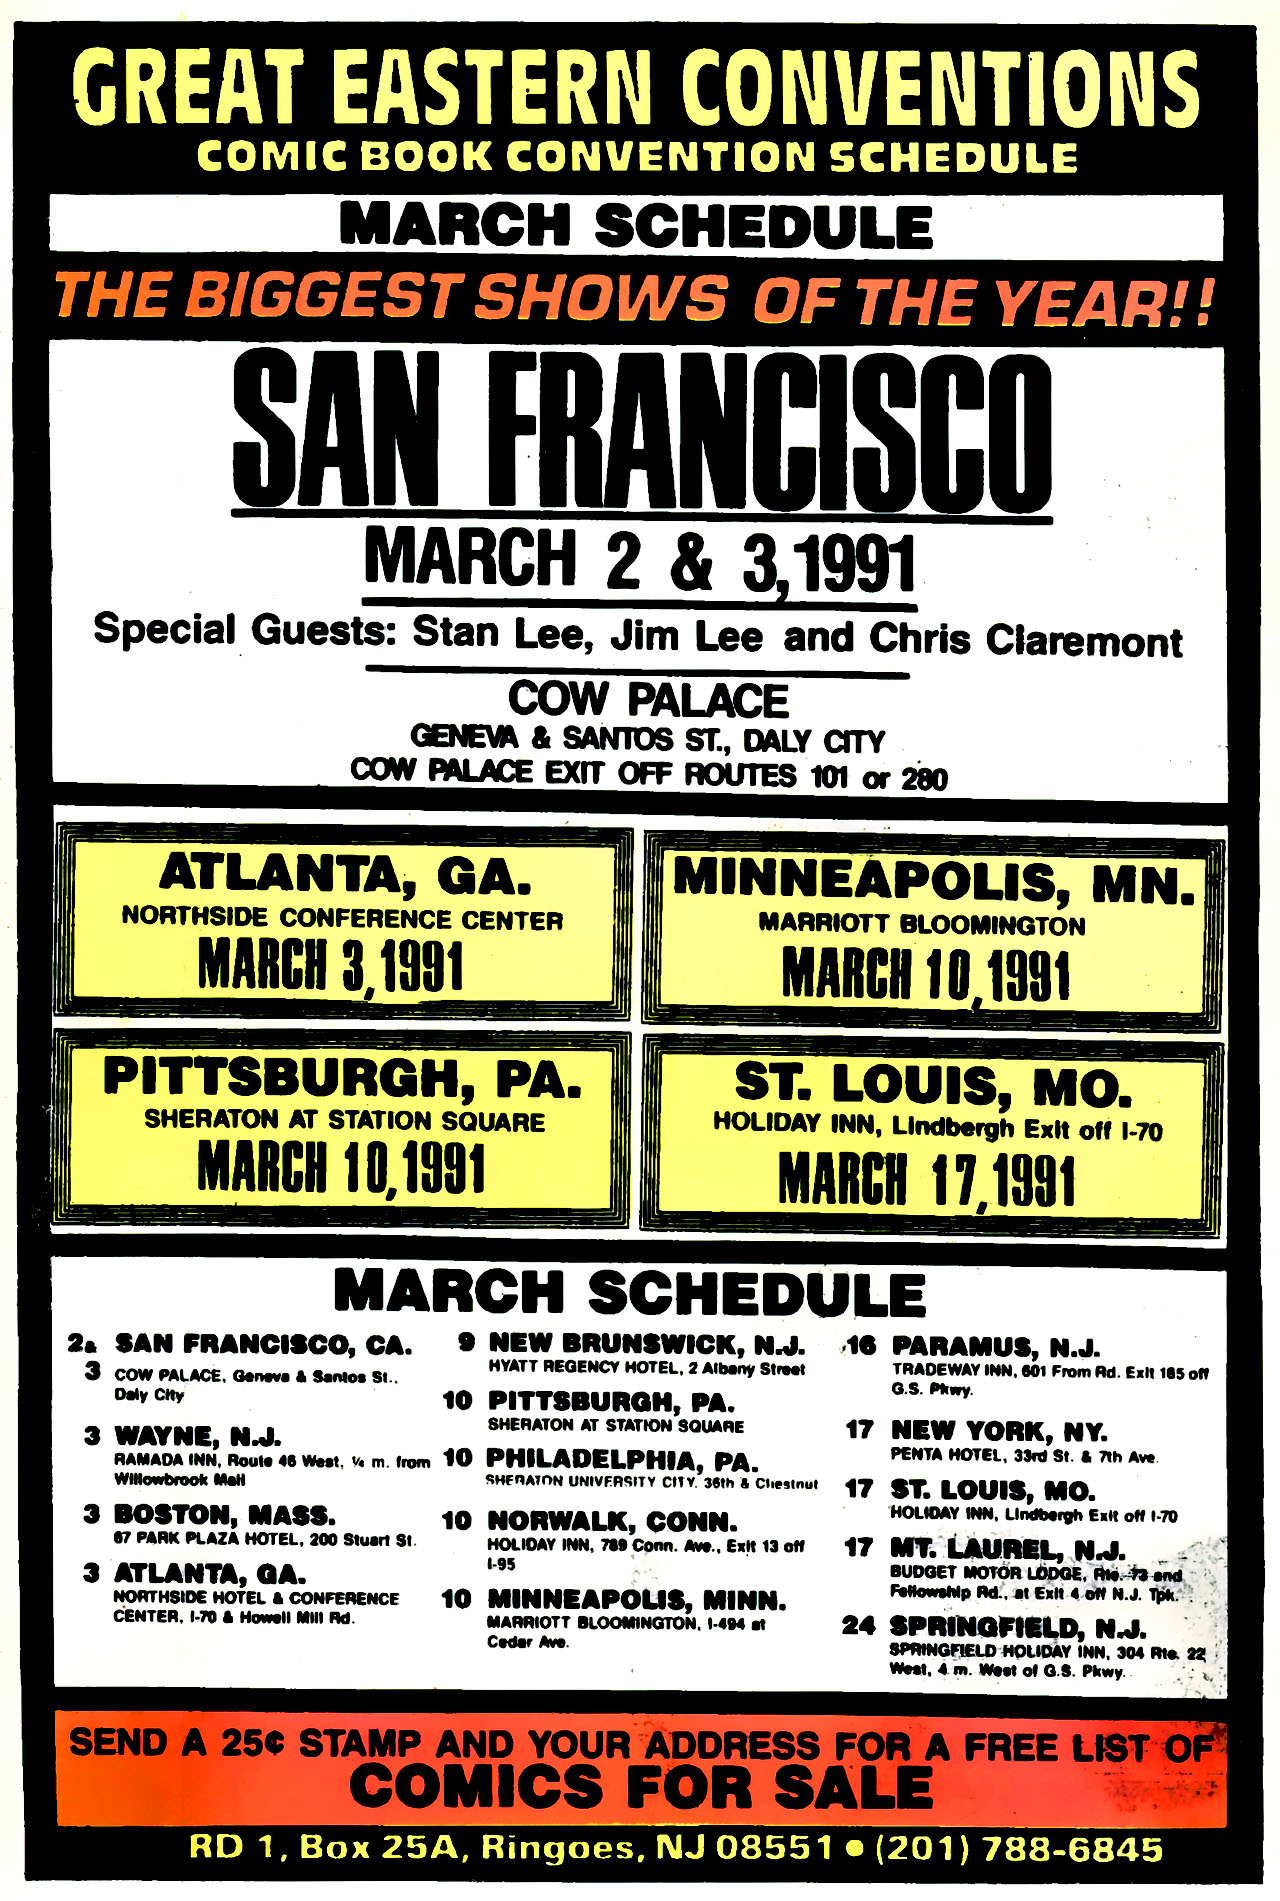 GREAT EASTERN CONVENTIONS
COMIC BOOK CONVENTION SCHEDULE
MARCH SCHEDULE
THE BIGGEST SHOWS OF THE YEAR!!
SAN FRANCISCO
MARCH 2 & 3, 1991
Special Guests: Stan Lee, Jim Lee and Chris Claremont
COW PALACE
GENEVA & SANTOS ST., DALY CITY
COW PALACE EXIT OFF ROUTES 101 or 280
ATLANTA, GA.
NORTHSIDE CONFERENCE CENTER
MARCH 3, 1991
MINNEAPOLIS, MN.
MARRIOTT BLOOMINGTON
MARCH 10, 1991
PITTSBURGH, PA.
SHERATON AT STATION SQUARE
MARCH 10, 1991
ST. LOUIS, MO.
HOLIDAY INN, Lindbergh Exit off I-70
MARCH 17, 1991
MARCH SCHEDULE
2& SAN FRANCISCO, CA.
3 COW PALACE, Geneva & Santos St.,
Daly City
3 WAYNE, N.J.
RAMADA INN, Route 46 West, ¼ m. from
Willowbrook Mall
3 BOSTON, MASS.
67 PARK PLAZA HOTEL, 200 Stuart St.
3 ATLANTA, GA.
NORTHSIDE HOTEL & CONFERENCE
CENTER, I-70 & Howell Mill Rd.
9 NEW BRUNSWICK, N.J.
HYATT REGENCY HOTEL, 2 Albany Street
10 PITTSBURGH, PA.
SHERATON AT STATION SQUARE
10 PHILADELPHIA, PA.
SHERATON UNIVERSITY CITY, 36th & Chestnut
10 NORWALK, CONN.
HOLIDAY INN, 789 Conn. Ave., Exit 13 off
I-95
10 MINNEAPOLIS, MINN.
MARRIOTT BLOOMINGTON, I-494 at
Cedar Ave.
16 PARAMUS, N.J.
TRADEWAY INN, 601 From Rd. Exit 165 off
G.S. Pkwy.
17 NEW YORK, NY.
PENTA HOTEL, 33rd St. & 7th Ave.
17 ST. LOUIS, MO.
HOLIDAY INN, Lindbergh Exit off I-70
17 MT. LAUREL, N.J.
BUDGET MOTOR LODGE, Rte. 73 and
Fellowship Rd., at Exit 4 off N.J. Tpk.
24 SPRINGFIELD, N.J.
SPRINGFIELD HOLIDAY INN, 304 Rte. 22
West, 4 m. West of G.S. Pkwy.
SEND A 25¢ STAMP AND YOUR ADDRESS FOR A FREE LIST OF
COMICS FOR SALE
RD 1, Box 25A, Ringoes, NJ 08551 • (201) 788-6845